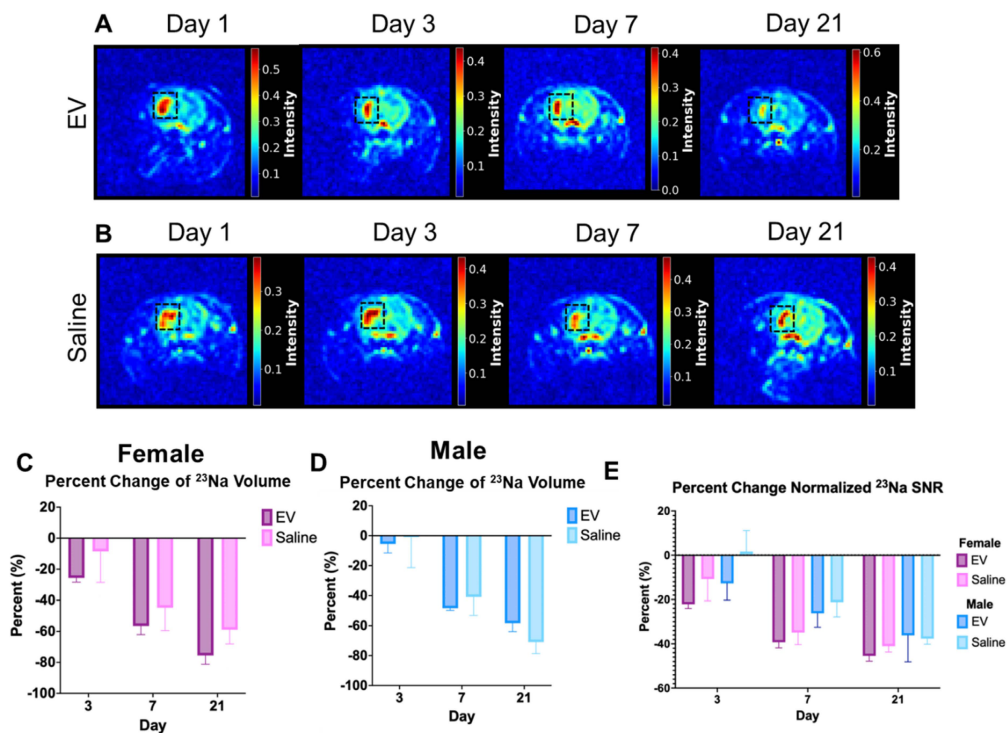 A
Day 1
Day 3
Day 7
Day 21
EV
0.5
0.4
0.3
0.2
0.1
Intensity
0.4
0.3
0.2
0.1
Intensity
0.4
0.3
0.2
0.1
0.0
Intensity
0.6
0.4
0.2
Intensity
B
Day 1
Day 3
Day 7
Day 21
Saline
0.3
0.2
0.1
Intensity
0.4
0.3
0.2
0.1
Intensity
0.4
0.3
0.2
0.1
Intensity
0.4
0.3
0.2
0.1
Intensity
C
Female
Percent Change of ²³Na Volume
Percent (%)
20
0
-20
-40
-60
-80
-100
3
7
21
Day
EV
Saline
D
Male
Percent Change of ²³Na Volume
Percent (%)
20
0
-20
-40
-60
-80
-100
3
7
21
Day
EV
Saline
E
Percent Change Normalized ²³Na SNR
Percent (%)
20
0
-20
-40
-60
3
7
21
Day
Female
EV
Saline
Male
EV
Saline